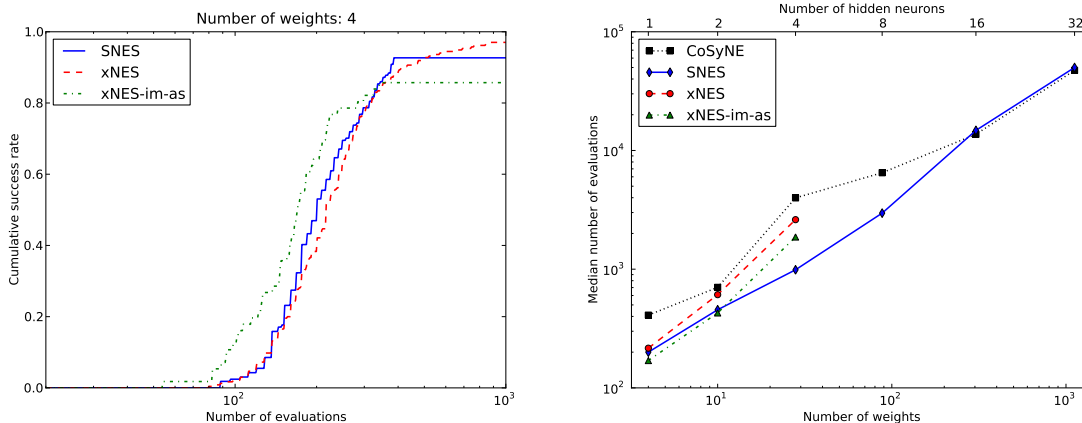 Number of weights: 4
Cumulative success rate
1.0
0.8
0.6
0.4
0.2
0.0
SNES
xNES
xNES-im-as
10^2
10^3
Number of evaluations
Number of hidden neurons
1 2 4 8 16 32
Median number of evaluations
10^5
10^4
10^3
10^2
CoSyNE
SNES
xNES
xNES-im-as
10^1
10^2
10^3
Number of weights